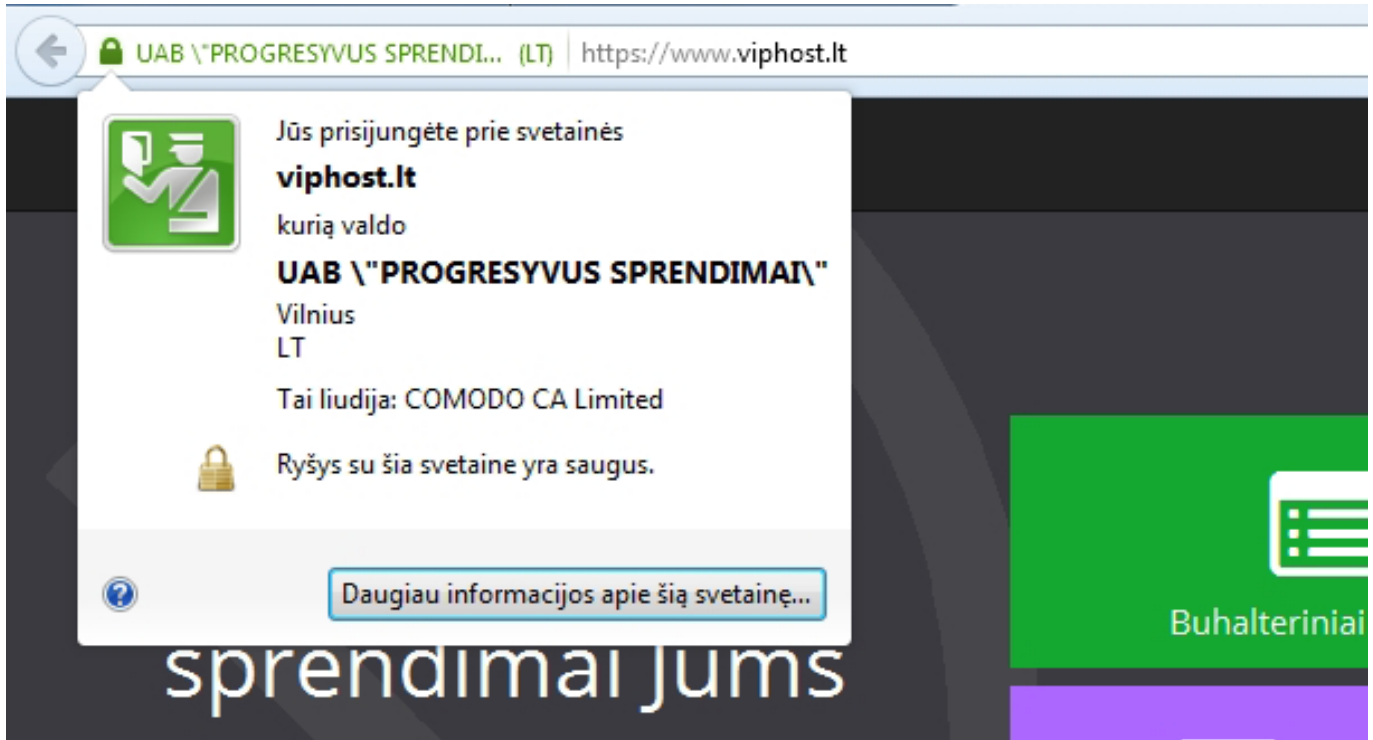 UAB \"PROGRESYVUS SPRENDI... (LT) https://www.viphost.lt
Jūs prisijungėte prie svetainės
viphost.lt
kurią valdo
UAB \"PROGRESYVUS SPRENDIMAI\"
Vilnius
LT
Tai liudija: COMODO CA Limited
Ryšys su šia svetaine yra saugus.
Daugiau informacijos apie šią svetainę...
Buhalteriniai
sprendimai Jums